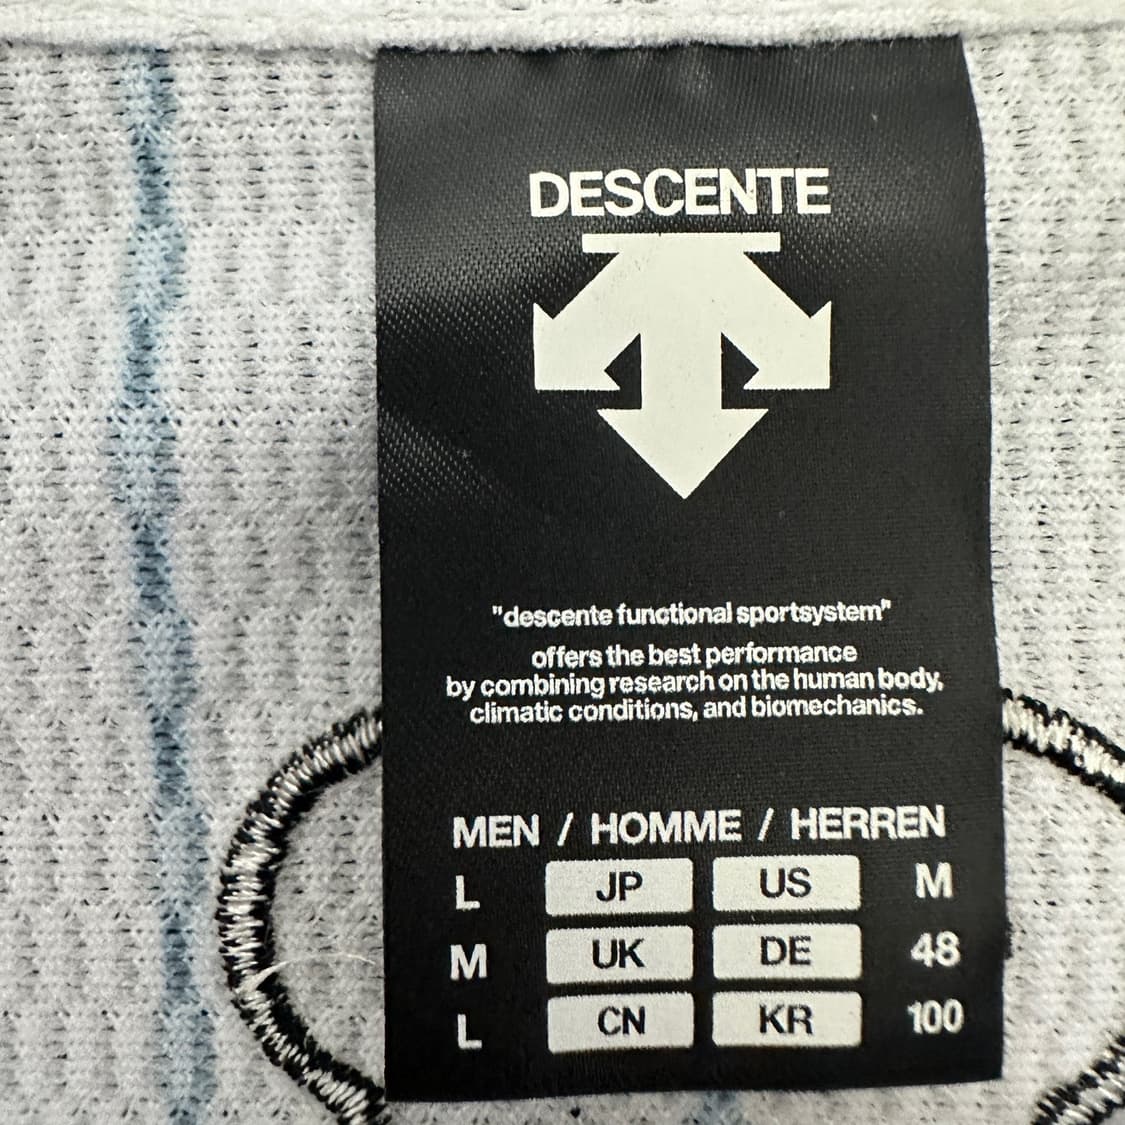 DESCENTE
"descente functional sportsystem"
offers the best performance
by combining research on the human body,
climatic conditions, and biomechanics.
MEN / HOMME / HERREN
L JP US M
M UK DE 48
L CN KR 100